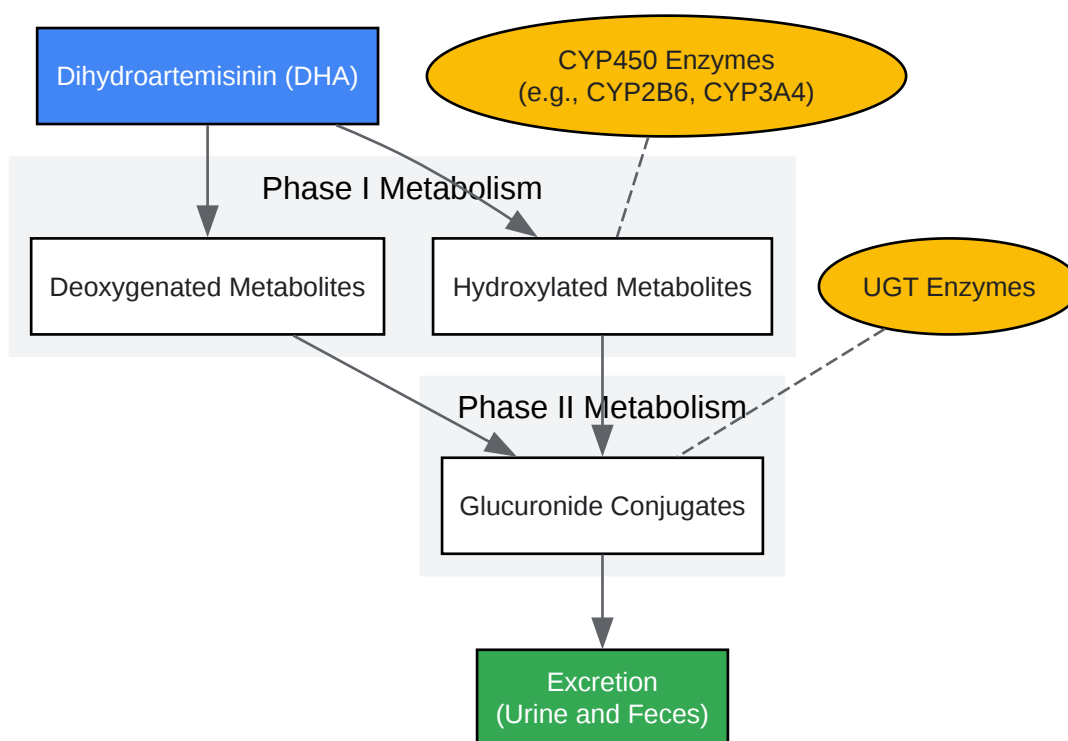 Dihydroartemisinin (DHA)
CYP450 Enzymes
(e.g., CYP2B6, CYP3A4)
Phase I Metabolism
Deoxygenated Metabolites
Hydroxylated Metabolites
UGT Enzymes
Phase II Metabolism
Glucuronide Conjugates
Excretion
(Urine and Feces)